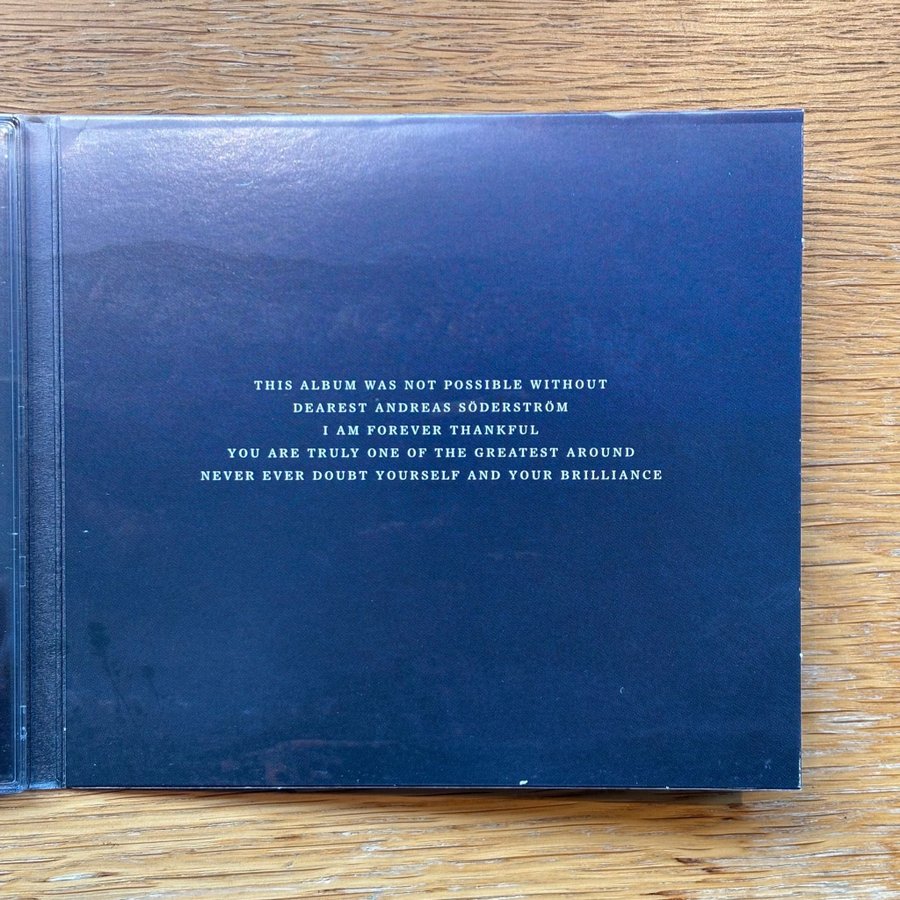 THIS ALBUM WAS NOT POSSIBLE WITHOUT
DEAREST ANDREAS SÖDERSTRÖM
I AM FOREVER THANKFUL
YOU ARE TRULY ONE OF THE GREATEST AROUND
NEVER EVER DOUBT YOURSELF AND YOUR BRILLIANCE